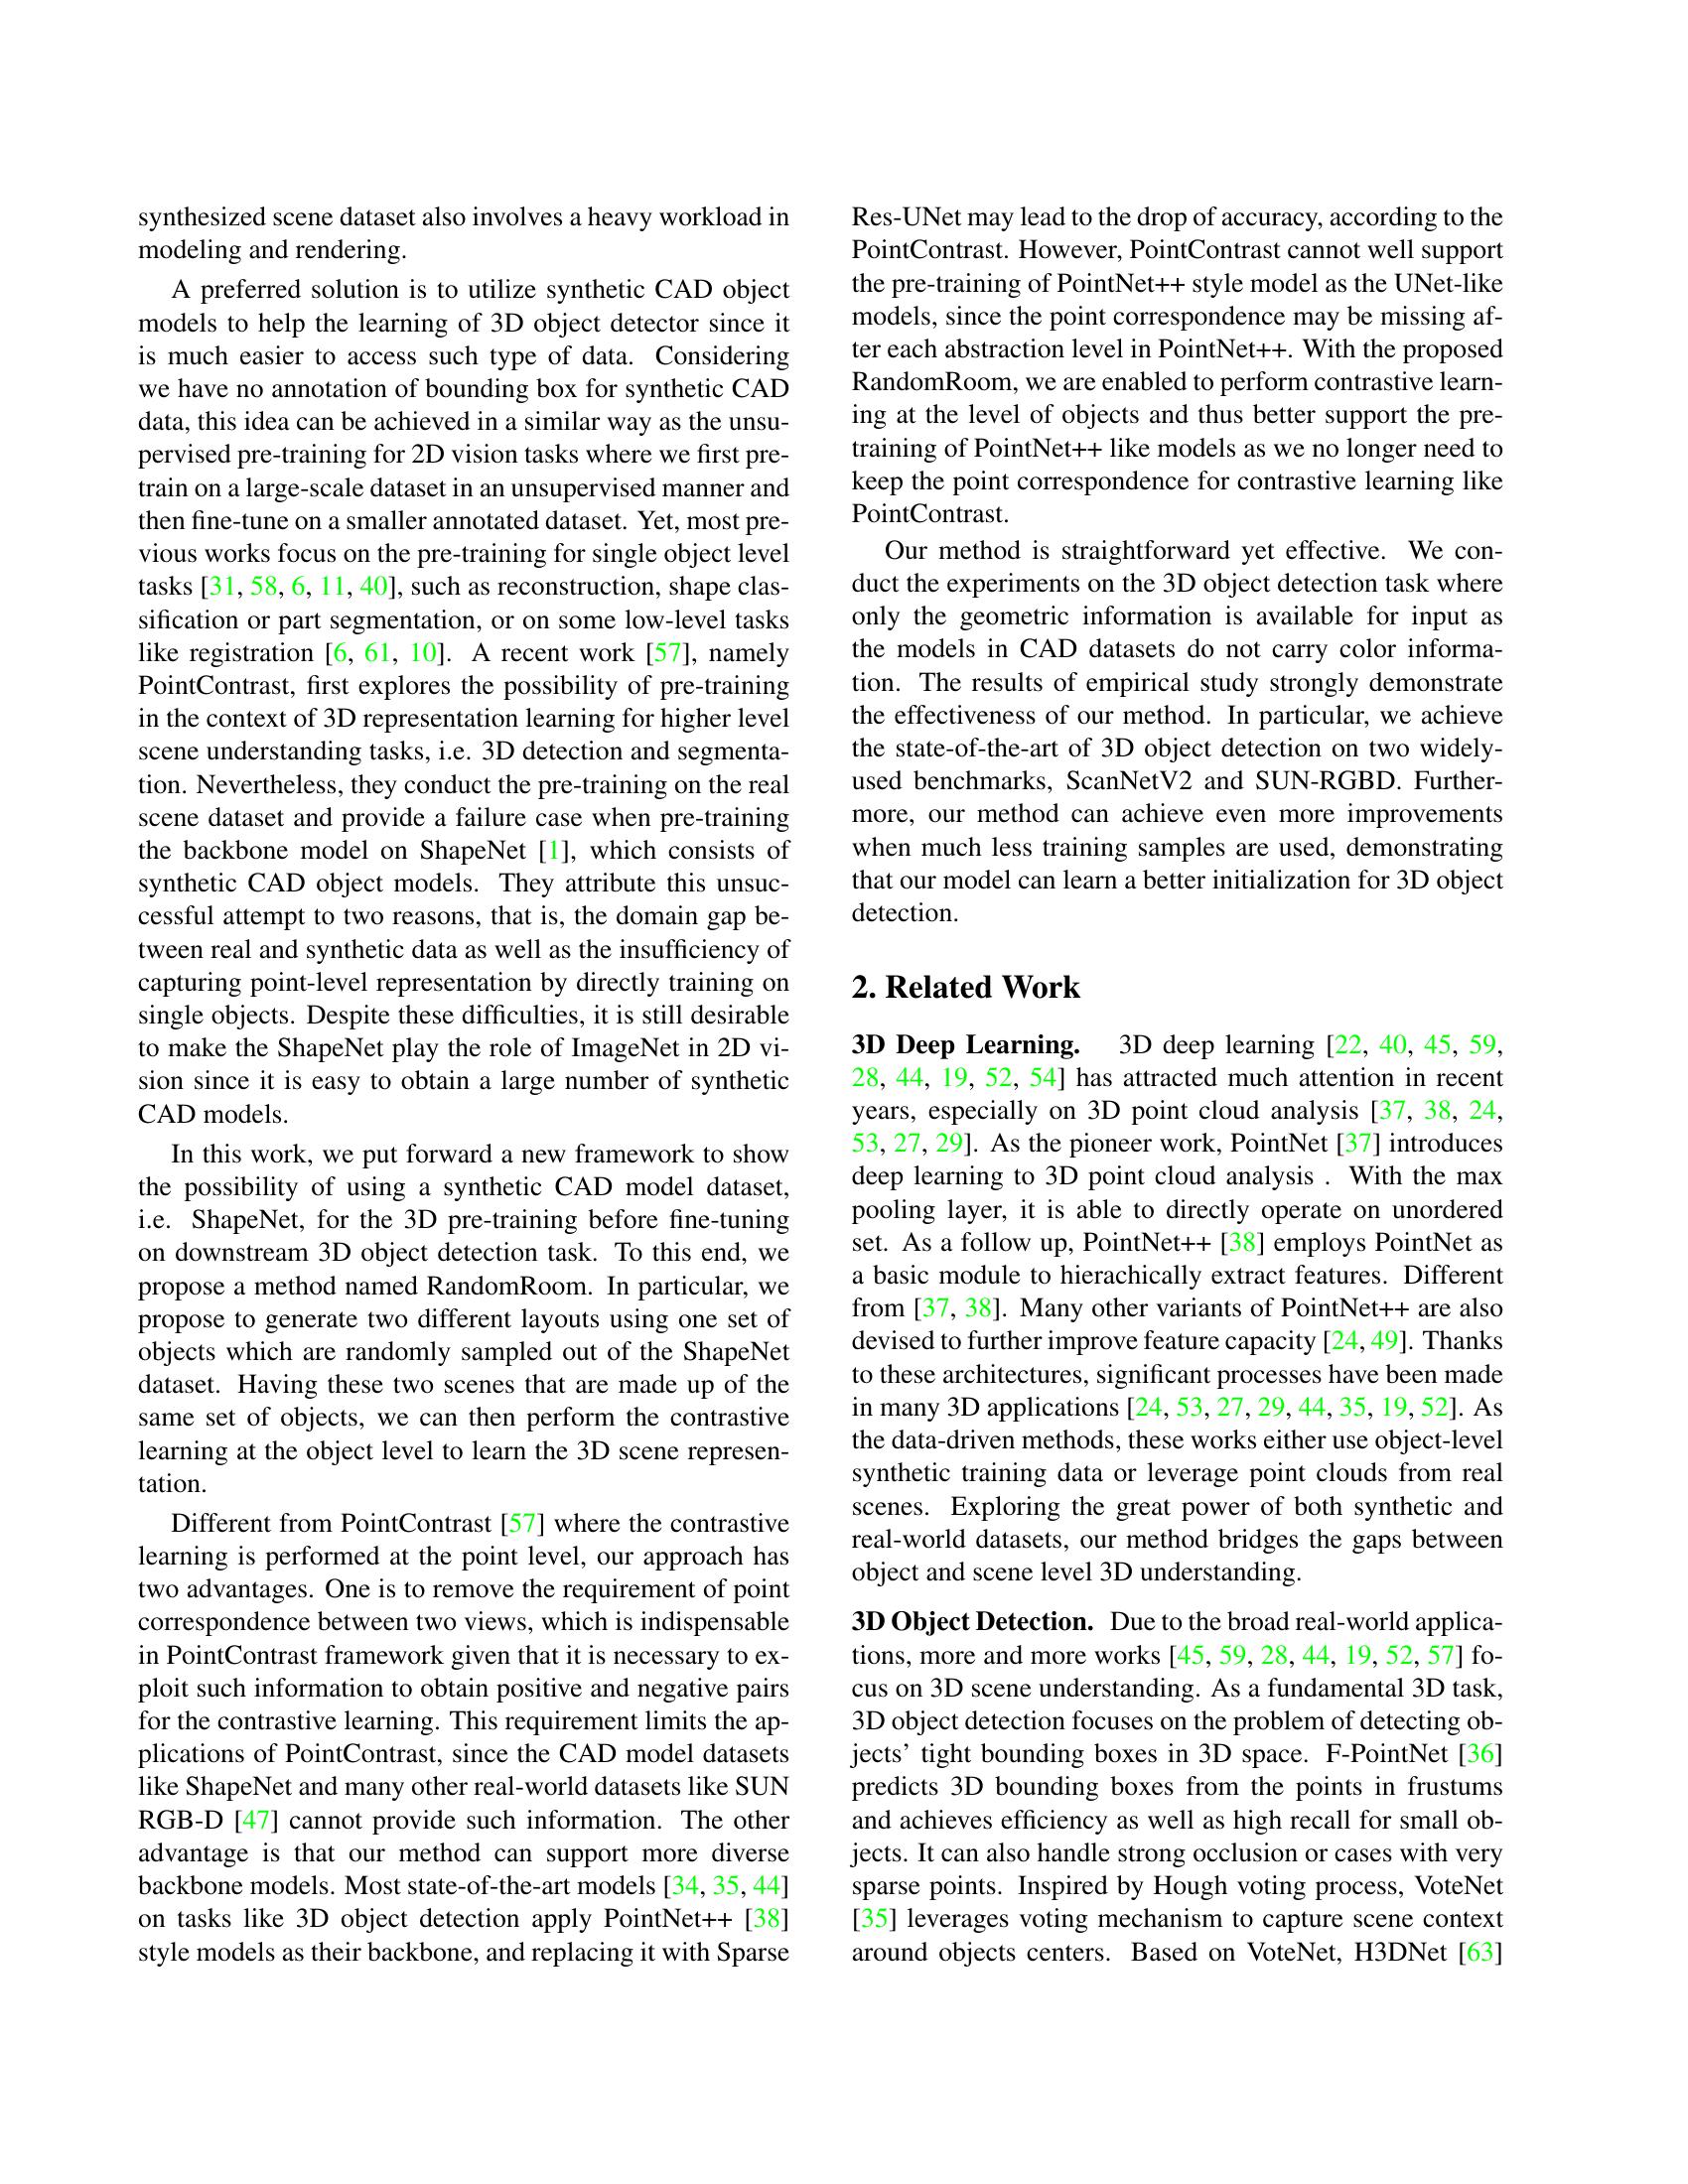 synthesized scene dataset also involves a heavy workload in
modeling and rendering.
A preferred solution is to utilize synthetic CAD object
models to help the learning of 3D object detector since it
is much easier to access such type of data. Considering
we have no annotation of bounding box for synthetic CAD
data, this idea can be achieved in a similar way as the unsu-
pervised pre-training for 2D vision tasks where we first pre-
train on a large-scale dataset in an unsupervised manner and
then fine-tune on a smaller annotated dataset. Yet, most pre-
vious works focus on the pre-training for single object level
tasks [31, 58, 6, 11, 40], such as reconstruction, shape clas-
sification or part segmentation, or on some low-level tasks
like registration [6, 61, 10]. A recent work [57], namely
PointContrast, first explores the possibility of pre-training
in the context of 3D representation learning for higher level
scene understanding tasks, i.e. 3D detection and segmenta-
tion. Nevertheless, they conduct the pre-training on the real
scene dataset and provide a failure case when pre-training
the backbone model on ShapeNet [1], which consists of
synthetic CAD object models. They attribute this unsuc-
cessful attempt to two reasons, that is, the domain gap be-
tween real and synthetic data as well as the insufficiency of
capturing point-level representation by directly training on
single objects. Despite these difficulties, it is still desirable
to make the ShapeNet play the role of ImageNet in 2D vi-
sion since it is easy to obtain a large number of synthetic
CAD models.
In this work, we put forward a new framework to show
the possibility of using a synthetic CAD model dataset,
i.e. ShapeNet, for the 3D pre-training before fine-tuning
on downstream 3D object detection task. To this end, we
propose a method named RandomRoom. In particular, we
propose to generate two different layouts using one set of
objects which are randomly sampled out of the ShapeNet
dataset. Having these two scenes that are made up of the
same set of objects, we can then perform the contrastive
learning at the object level to learn the 3D scene represen-
tation.
Different from PointContrast [57] where the contrastive
learning is performed at the point level, our approach has
two advantages. One is to remove the requirement of point
correspondence between two views, which is indispensable
in PointContrast framework given that it is necessary to ex-
ploit such information to obtain positive and negative pairs
for the contrastive learning. This requirement limits the ap-
plications of PointContrast, since the CAD model datasets
like ShapeNet and many other real-world datasets like SUN
RGB-D [47] cannot provide such information. The other
advantage is that our method can support more diverse
backbone models. Most state-of-the-art models [34, 35, 44]
on tasks like 3D object detection apply PointNet++ [38]
style models as their backbone, and replacing it with Sparse
Res-UNet may lead to the drop of accuracy, according to the
PointContrast. However, PointContrast cannot well support
the pre-training of PointNet++ style model as the UNet-like
models, since the point correspondence may be missing af-
ter each abstraction level in PointNet++. With the proposed
RandomRoom, we are enabled to perform contrastive learn-
ing at the level of objects and thus better support the pre-
training of PointNet++ like models as we no longer need to
keep the point correspondence for contrastive learning like
PointContrast.
Our method is straightforward yet effective. We con-
duct the experiments on the 3D object detection task where
only the geometric information is available for input as
the models in CAD datasets do not carry color informa-
tion. The results of empirical study strongly demonstrate
the effectiveness of our method. In particular, we achieve
the state-of-the-art of 3D object detection on two widely-
used benchmarks, ScanNetV2 and SUN-RGBD. Further-
more, our method can achieve even more improvements
when much less training samples are used, demonstrating
that our model can learn a better initialization for 3D object
detection.
2. Related Work
3D Deep Learning. 3D deep learning [22, 40, 45, 59,
28, 44, 19, 52, 54] has attracted much attention in recent
years, especially on 3D point cloud analysis [37, 38, 24,
53, 27, 29]. As the pioneer work, PointNet [37] introduces
deep learning to 3D point cloud analysis . With the max
pooling layer, it is able to directly operate on unordered
set. As a follow up, PointNet++ [38] employs PointNet as
a basic module to hierachically extract features. Different
from [37, 38]. Many other variants of PointNet++ are also
devised to further improve feature capacity [24, 49]. Thanks
to these architectures, significant processes have been made
in many 3D applications [24, 53, 27, 29, 44, 35, 19, 52]. As
the data-driven methods, these works either use object-level
synthetic training data or leverage point clouds from real
scenes. Exploring the great power of both synthetic and
real-world datasets, our method bridges the gaps between
object and scene level 3D understanding.
3D Object Detection. Due to the broad real-world applica-
tions, more and more works [45, 59, 28, 44, 19, 52, 57] fo-
cus on 3D scene understanding. As a fundamental 3D task,
3D object detection focuses on the problem of detecting ob-
jects’ tight bounding boxes in 3D space. F-PointNet [36]
predicts 3D bounding boxes from the points in frustums
and achieves efficiency as well as high recall for small ob-
jects. It can also handle strong occlusion or cases with very
sparse points. Inspired by Hough voting process, VoteNet
[35] leverages voting mechanism to capture scene context
around objects centers. Based on VoteNet, H3DNet [63]